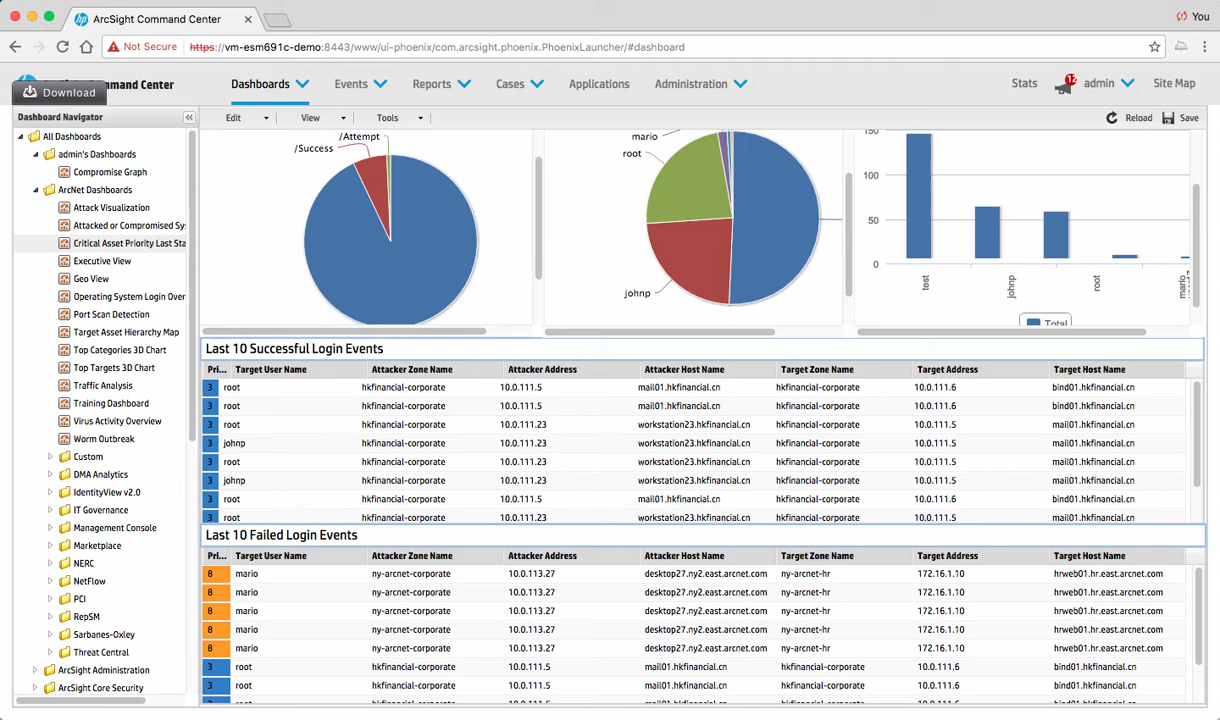 ArcSight Command Center
You
Not Secure https://vm-esm691c-demo:8443/www/ui-phoenix/com.arcsight.phoenix.PhoenixLauncher/#dashboard
Download
mmand Center
Dashboards Events Reports Cases Applications Administration Stats 12 admin Site Map
Dashboard Navigator
Edit View Tools Reload Save
All Dashboards
admin's Dashboards
Compromise Graph
ArcNet Dashboards
Attack Visualization
Attacked or Compromised Sy
Critical Asset Priority Last Sta
Executive View
Geo View
Operating System Login Over
Port Scan Detection
Target Asset Hierarchy Map
Top Categories 3D Chart
Top Targets 3D Chart
Traffic Analysis
Training Dashboard
Virus Activity Overview
Worm Outbreak
Custom
DMA Analytics
IdentityView v2.0
IT Governance
Management Console
Marketplace
NERC
NetFlow
PCI
RepSM
Sarbanes-Oxley
Threat Central
ArcSight Administration
ArcSight Core Security
/Attempt
/Success
mario
root
johnp
150
100
50
0
test
johnp
root
mario
Total
Last 10 Successful Login Events
Pri... Target User Name Attacker Zone Name Attacker Address Attacker Host Name Target Zone Name Target Address Target Host Name
3 root hkfinancial-corporate 10.0.111.5 mail01.hkfinancial.cn hkfinancial-corporate 10.0.111.6 bind01.hkfinancial.cn
3 root hkfinancial-corporate 10.0.111.5 mail01.hkfinancial.cn hkfinancial-corporate 10.0.111.6 bind01.hkfinancial.cn
3 root hkfinancial-corporate 10.0.111.23 workstation23.hkfinancial.cn hkfinancial-corporate 10.0.111.5 mail01.hkfinancial.cn
3 johnp hkfinancial-corporate 10.0.111.23 workstation23.hkfinancial.cn hkfinancial-corporate 10.0.111.5 mail01.hkfinancial.cn
3 root hkfinancial-corporate 10.0.111.23 workstation23.hkfinancial.cn hkfinancial-corporate 10.0.111.5 mail01.hkfinancial.cn
3 johnp hkfinancial-corporate 10.0.111.23 workstation23.hkfinancial.cn hkfinancial-corporate 10.0.111.5 mail01.hkfinancial.cn
3 root hkfinancial-corporate 10.0.111.5 mail01.hkfinancial.cn hkfinancial-corporate 10.0.111.6 bind01.hkfinancial.cn
3 root hkfinancial-corporate 10.0.111.23 workstation23.hkfinancial.cn hkfinancial-corporate 10.0.111.5 mail01.hkfinancial.cn
Last 10 Failed Login Events
Pri... Target User Name Attacker Zone Name Attacker Address Attacker Host Name Target Zone Name Target Address Target Host Name
8 mario ny-arcnet-corporate 10.0.113.27 desktop27.ny2.east.arcnet.com ny-arcnet-hr 172.16.1.10 hrweb01.hr.east.arcnet.com
8 mario ny-arcnet-corporate 10.0.113.27 desktop27.ny2.east.arcnet.com ny-arcnet-hr 172.16.1.10 hrweb01.hr.east.arcnet.com
8 mario ny-arcnet-corporate 10.0.113.27 desktop27.ny2.east.arcnet.com ny-arcnet-hr 172.16.1.10 hrweb01.hr.east.arcnet.com
8 mario ny-arcnet-corporate 10.0.113.27 desktop27.ny2.east.arcnet.com ny-arcnet-hr 172.16.1.10 hrweb01.hr.east.arcnet.com
8 mario ny-arcnet-corporate 10.0.113.27 desktop27.ny2.east.arcnet.com ny-arcnet-hr 172.16.1.10 hrweb01.hr.east.arcnet.com
3 root hkfinancial-corporate 10.0.111.5 mail01.hkfinancial.cn hkfinancial-corporate 10.0.111.6 bind01.hkfinancial.cn
3 root hkfinancial-corporate 10.0.111.5 mail01.hkfinancial.cn hkfinancial-corporate 10.0.111.6 bind01.hkfinancial.cn